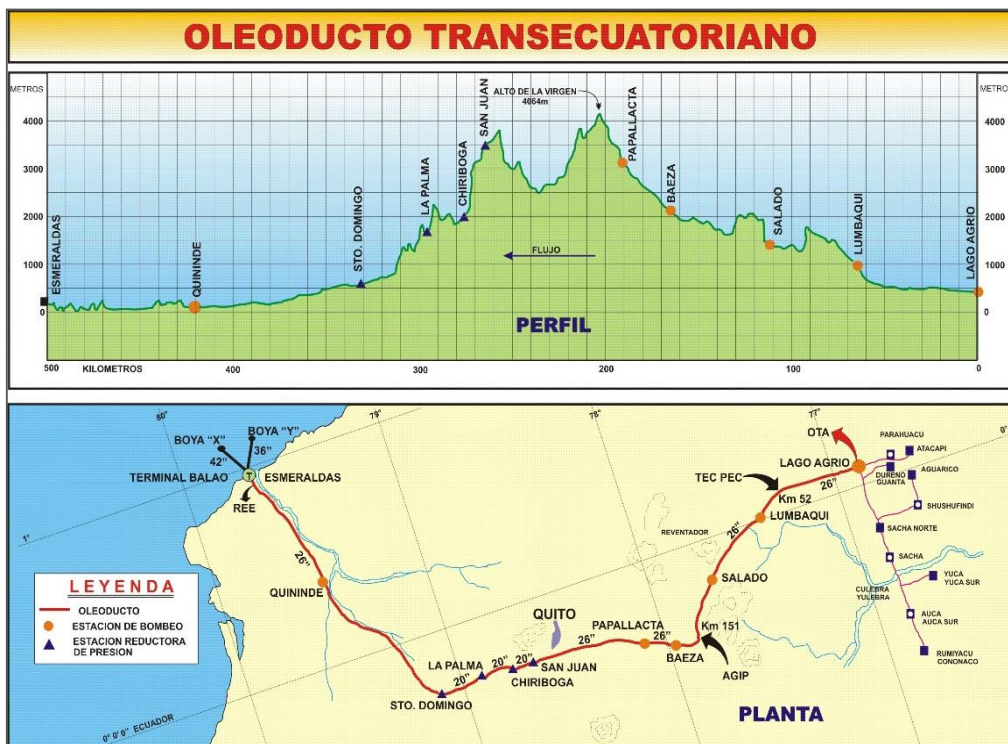 OLEODUCTO TRANSECUATORIANO
METROS
METROS
ALTO DE LA VIRGEN
4064m
4000
3000
2000
1000
0
4000
3000
2000
1000
0
ESMERALDAS
QUININDE
STO. DOMINGO
LA PALMA
CHIRIBOGA
SAN JUAN
PAPALLACTA
BAEZA
SALADO
LUMBAQUI
LAGO AGRIO
FLUJO
PERFIL
500
KILOMETROS
400
300
200
100
0
80°
79°
78°
77°
0°
1°
BOYA "X"
42"
BOYA "Y"
36"
TERMINAL BALAO
T
ESMERALDAS
REE
26"
QUININDE
LEYENDA
OLEODUCTO
ESTACION DE BOMBEO
ESTACION REDUCTORA
DE PRESION
0° 0' 0" ECUADOR
STO. DOMINGO
20"
LA PALMA
20"
CHIRIBOGA
20"
SAN JUAN
QUITO
26"
PAPALLACTA
26"
BAEZA
AGIP
Km 151
SALADO
REVENTADOR
26"
LUMBAQUI
TEC PEC
Km 52
26"
LAGO AGRIO
OTA
PARAHUACU
ATACAPI
DURENO
GUANTA
AGUARICO
SHUSHUFINDI
SACHA NORTE
SACHA
CULEBRA
YULEBRA
YUCA
YUCA SUR
AUCA
AUCA SUR
RUMIYACU
CONONACO
PLANTA